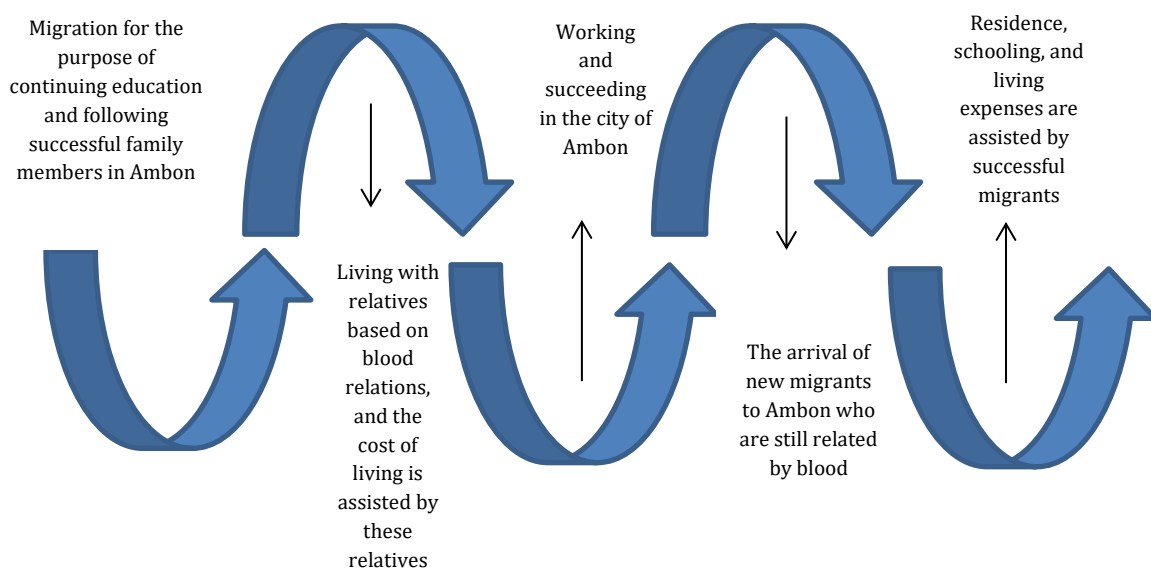 Migration for the
purpose of
continuing education
and following
successful family
members in Ambon
Living with
relatives
based on
blood
relations,
and the
cost of
living is
assisted by
these
relatives
Working
and
succeeding
in the city of
Ambon
The arrival of
new migrants
to Ambon who
are still related
by blood
Residence,
schooling, and
living
expenses are
assisted by
successful
migrants